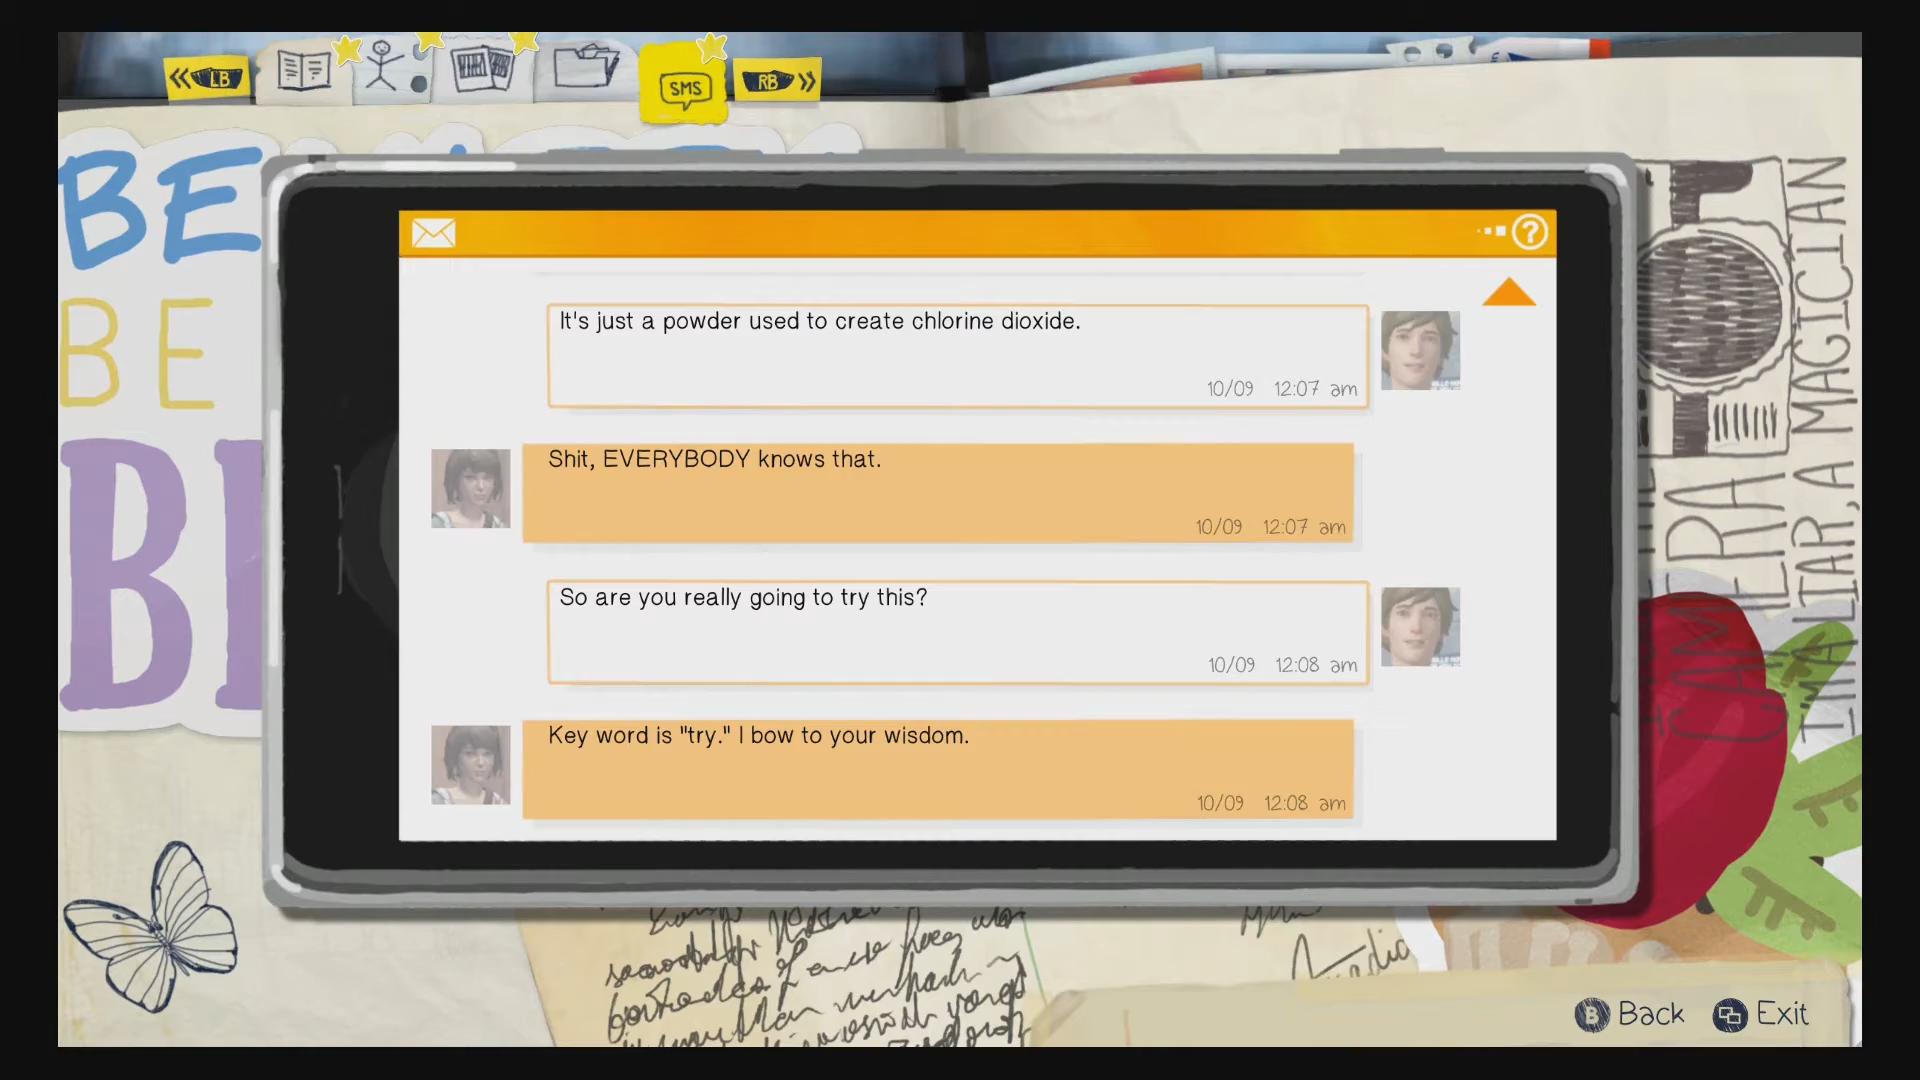 LB
SMS
RB
BE
BE
It's just a powder used to create chlorine dioxide.
10/09 12:07 am
Shit, EVERYBODY knows that.
10/09 12:07 am
So are you really going to try this?
10/09 12:08 am
Key word is "try." I bow to your wisdom.
10/09 12:08 am
CAMERA
I'M A LIAR, A MAGICIAN
B Back
Exit